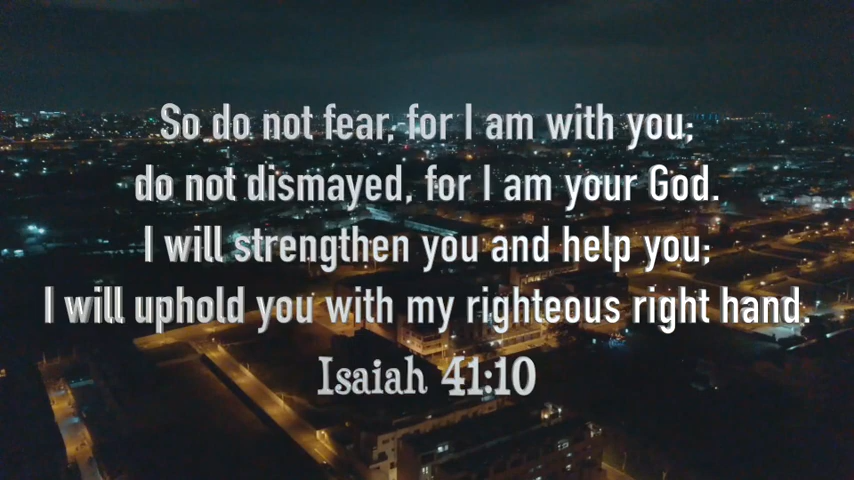 So do not fear, for I am with you;
do not dismayed, for I am your God.
I will strengthen you and help you;
I will uphold you with my righteous right hand.
Isaiah 41:10